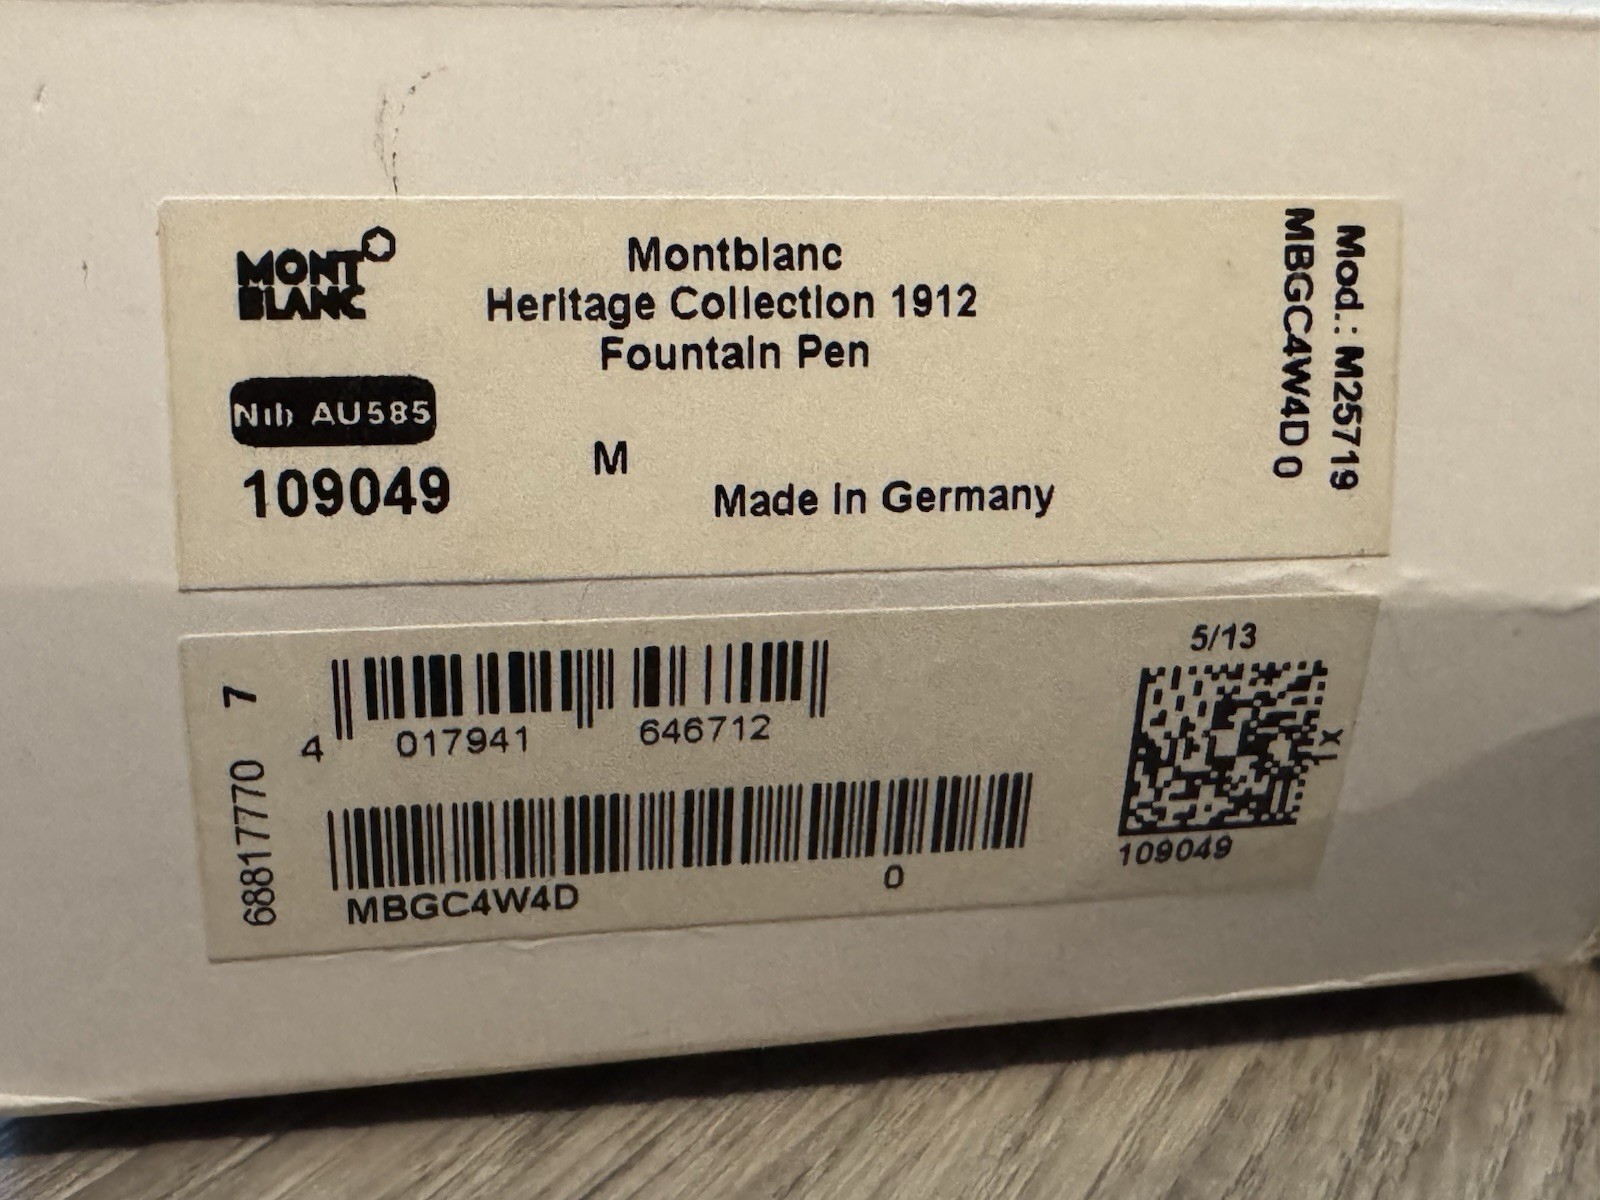 MONT
BLANC
Montblanc
Heritage Collection 1912
Fountain Pen
Nib AU585
109049
M
Made in Germany
Mod.: M25719
MBGC4W4D 0
68817770 7
4 017941 646712
MBGC4W4D 0
5/13
XL
109049